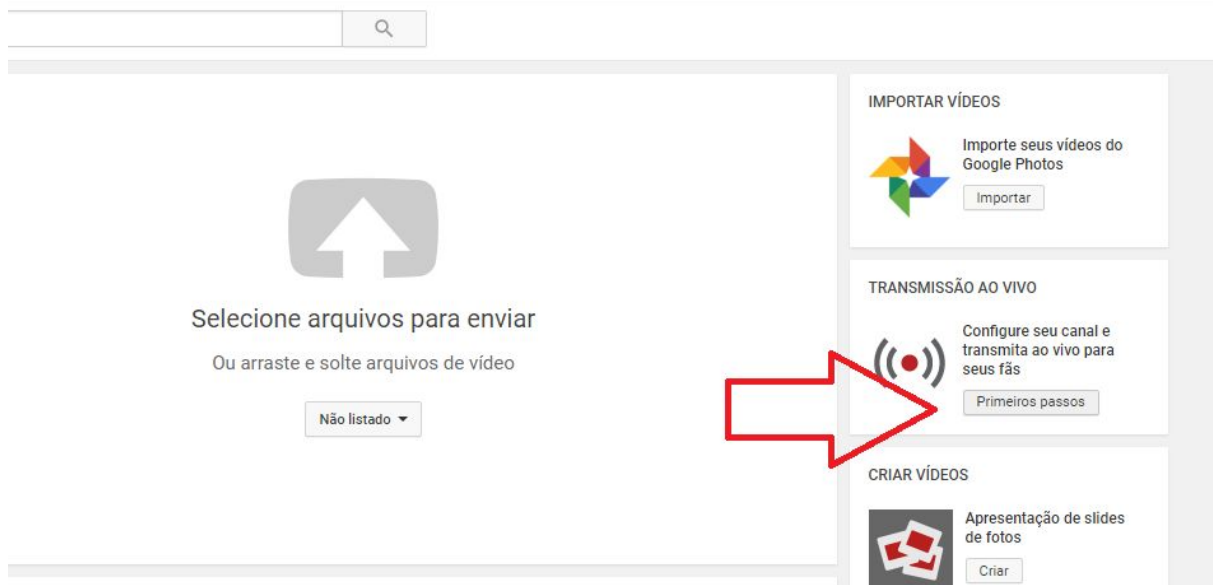 Selecione arquivos para enviar
Ou arraste e solte arquivos de vídeo
Não listado
IMPORTAR VÍDEOS
Importe seus vídeos do
Google Photos
Importar
TRANSMISSÃO AO VIVO
Configure seu canal e
transmita ao vivo para
seus fãs
Primeiros passos
CRIAR VÍDEOS
Apresentação de slides
de fotos
Criar